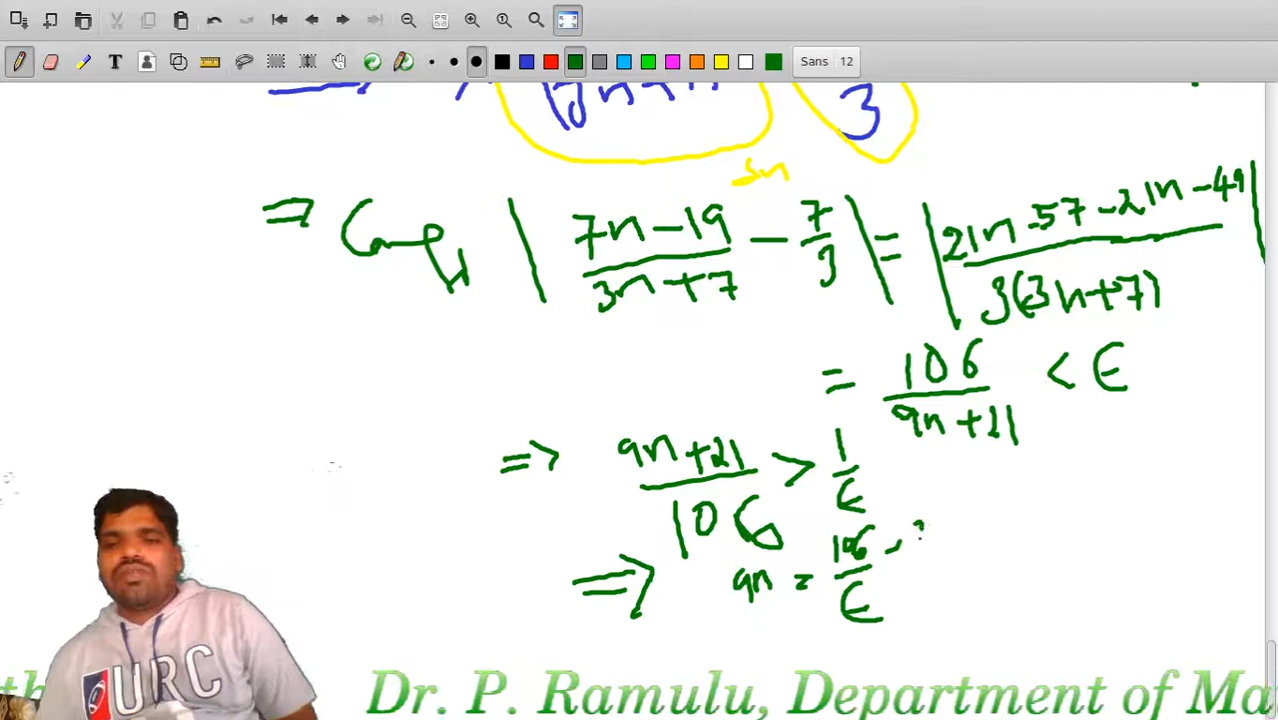 Sans 12
3
3n
⇒ | 7n-19 / 3n+7 - 7/3 | = | 21n-57-21n-49 / 3(3n+7) |
= 106 / 9n+21 < ε
⇒ 9n+21 / 106 > 1/ε
⇒ 9n = 106/ε -
URC
Dr. P. Ramulu, Department of Ma